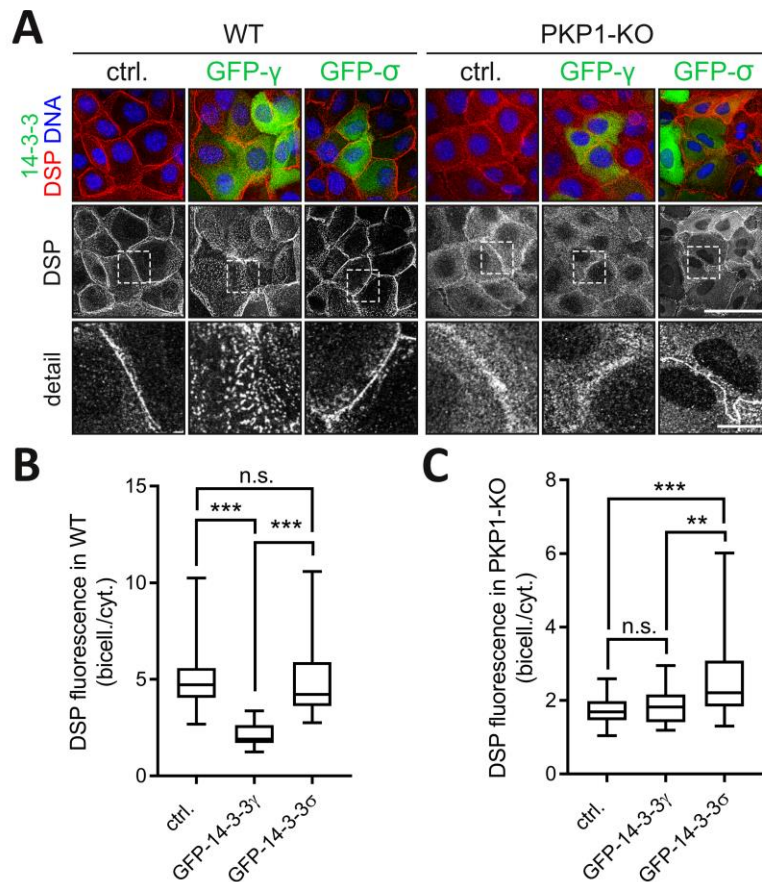 A
WT PKP1-KO
ctrl. GFP-γ GFP-σ ctrl. GFP-γ GFP-σ
14-3-3
DSP DNA
DSP
detail
B
n.s.
*** ***
15
10
5
0
DSP fluorescence in WT
(bicell./cyt.)
ctrl.
GFP-14-3-3γ
GFP-14-3-3σ
C
***
**
n.s.
8
6
4
2
0
DSP fluorescence in PKP1-KO
(bicell./cyt.)
ctrl.
GFP-14-3-3γ
GFP-14-3-3σ